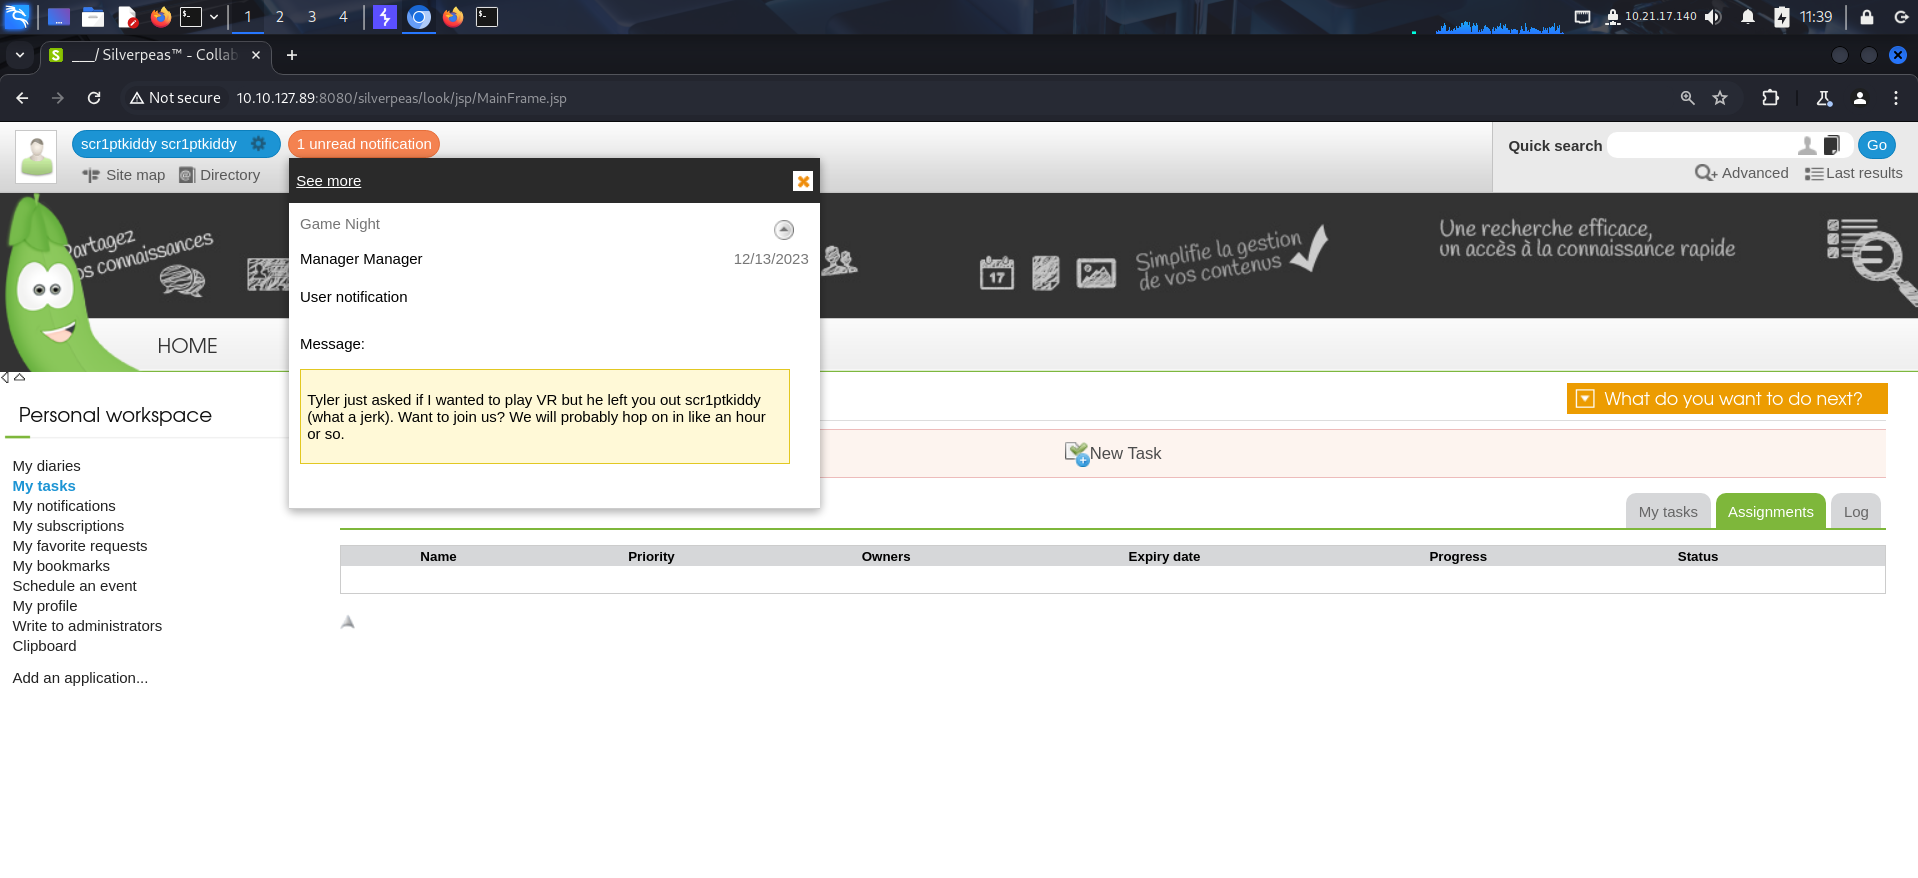 1 2 3 4
10.21.17.140 11:39
___/ Silverpeas™ - Collab
Not secure 10.10.127.89:8080/silverpeas/look/jsp/MainFrame.jsp
scr1ptkiddy scr1ptkiddy 1 unread notification
Quick search Go
Site map Directory
Advanced Last results
See more
Partagez
vos connaissances
Simplifie la gestion
de vos contenus
17
Une recherche efficace,
un accès à la connaissance rapide
Game Night
Manager Manager 12/13/2023
User notification
Message:
Tyler just asked if I wanted to play VR but he left you out scr1ptkiddy
(what a jerk). Want to join us? We will probably hop on in like an hour
or so.
HOME
Personal workspace
My diaries
My tasks
My notifications
My subscriptions
My favorite requests
My bookmarks
Schedule an event
My profile
Write to administrators
Clipboard
Add an application...
What do you want to do next?
New Task
My tasks Assignments Log
Name Priority Owners Expiry date Progress Status